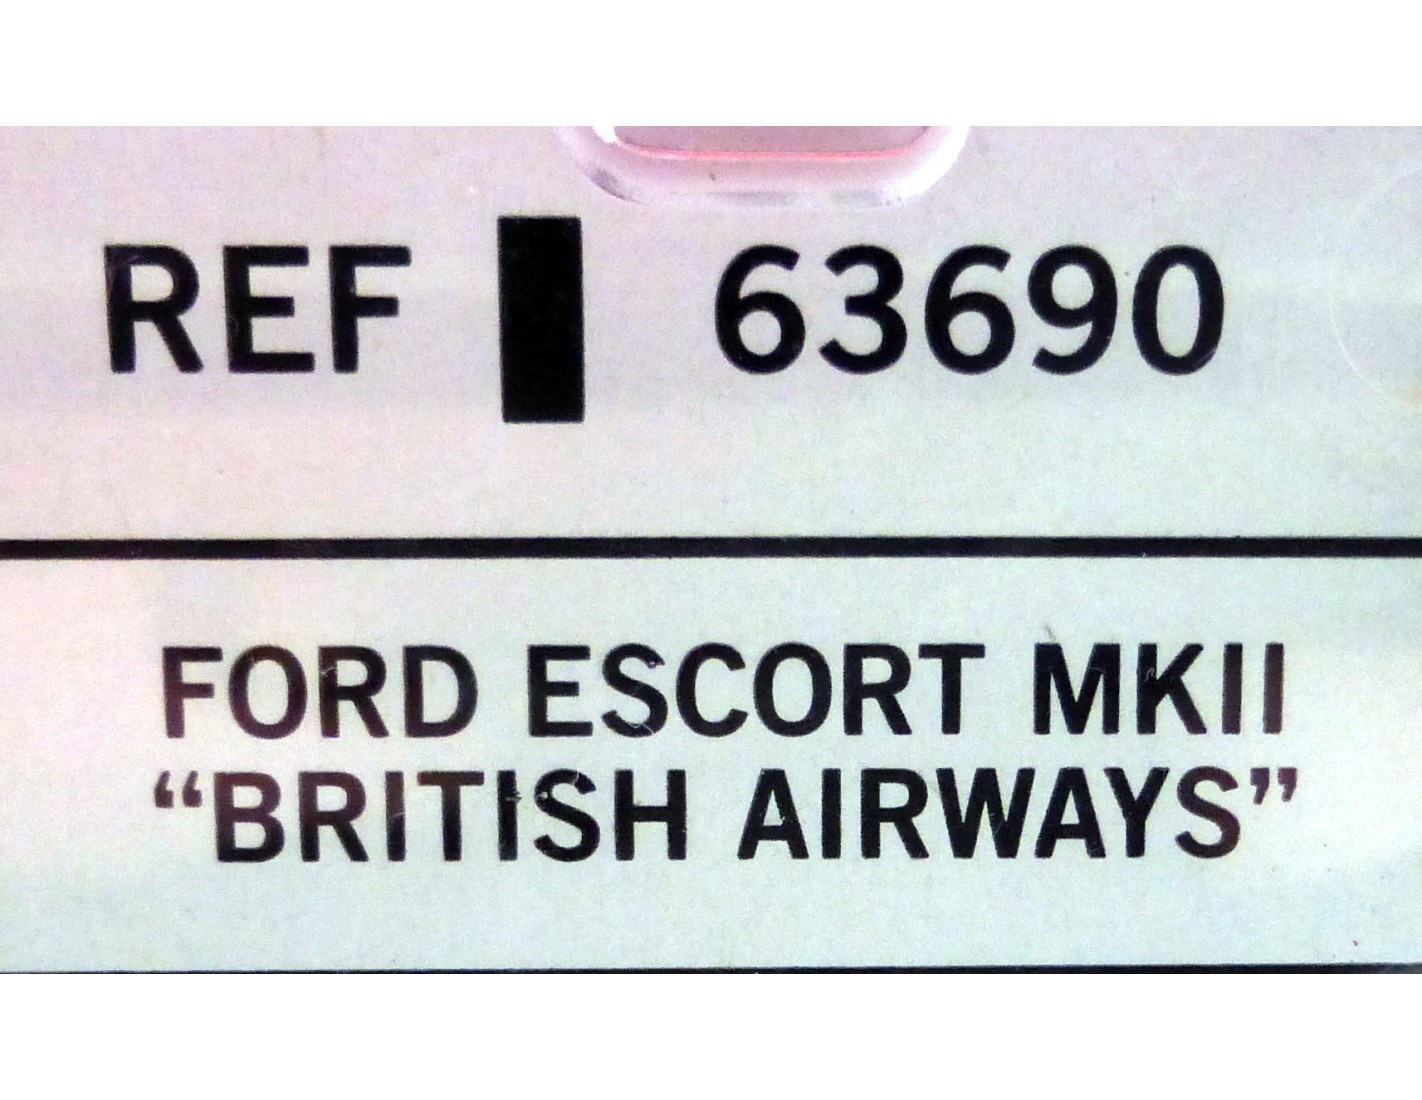 REF 63690
FORD ESCORT MKII
“BRITISH AIRWAYS”